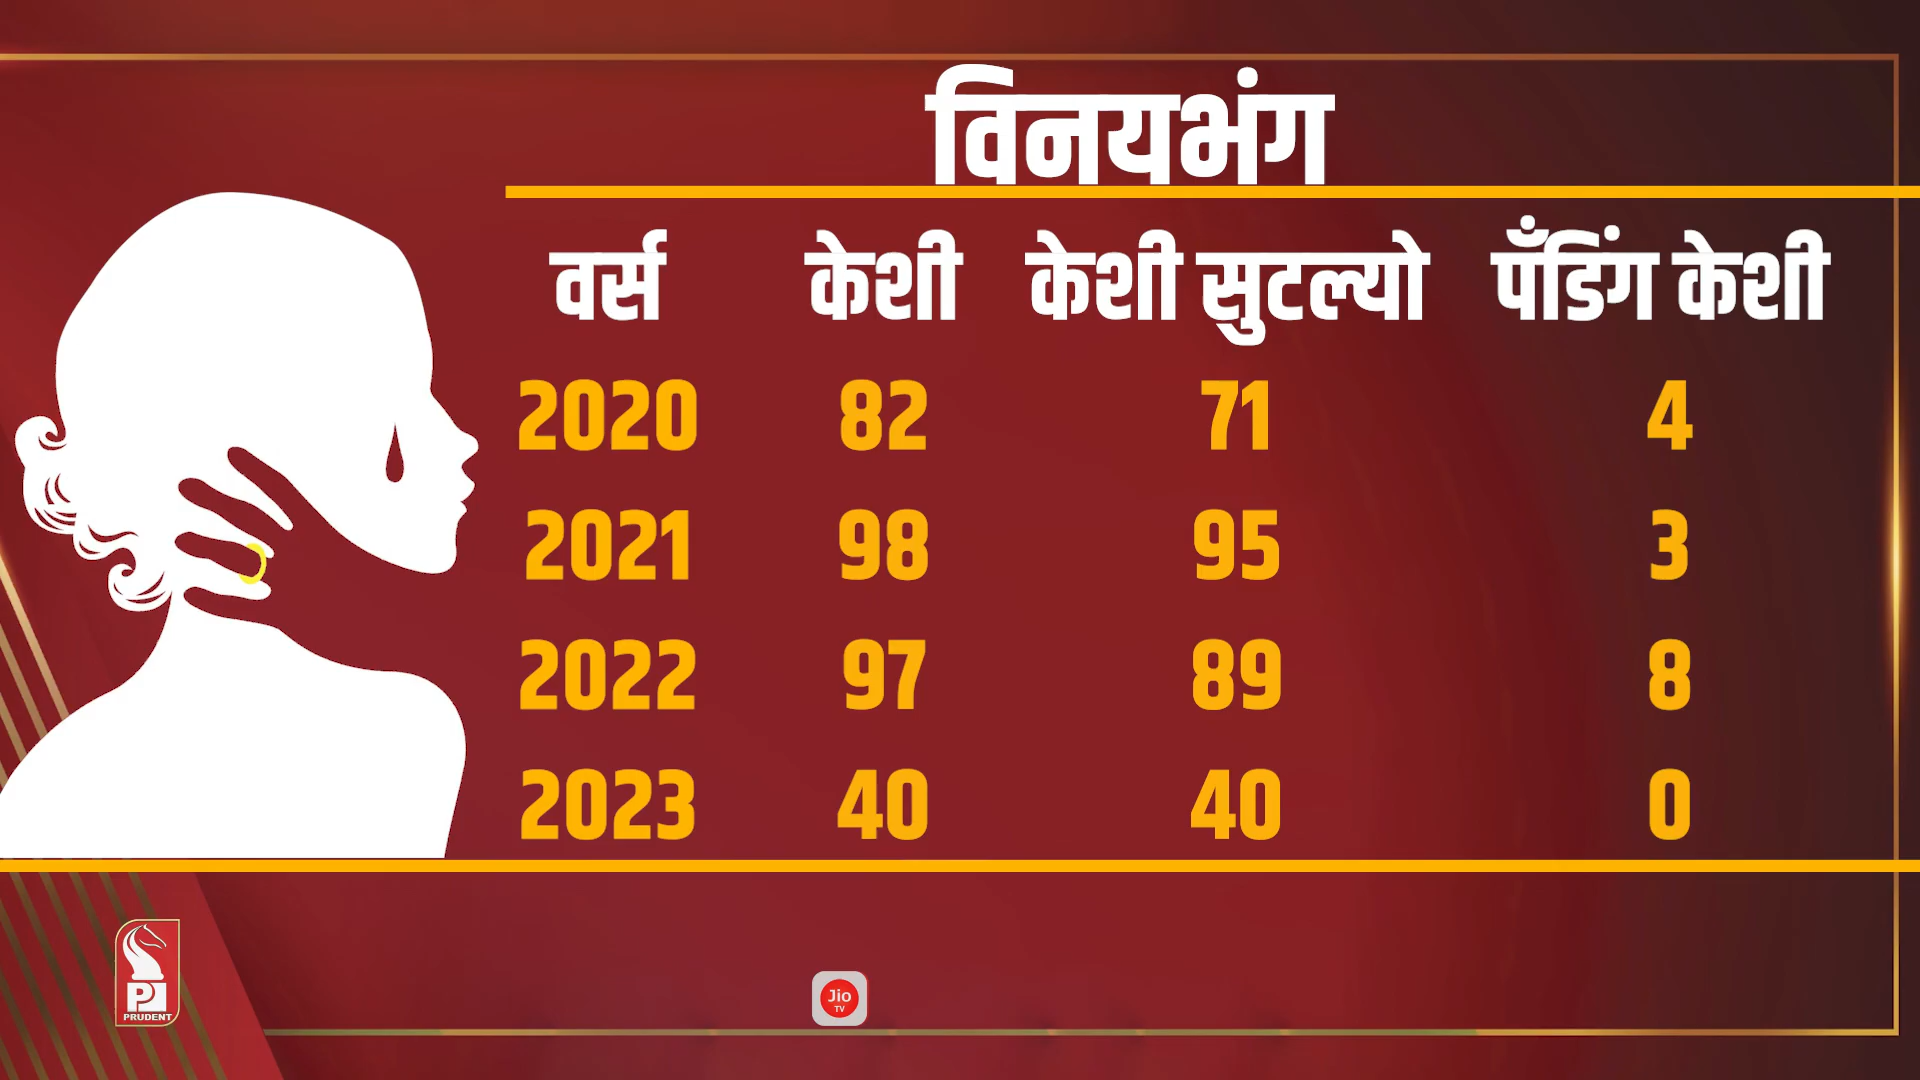 विनयभंग
वर्स केशी केशी सुटल्यो पँडिंग केशी
2020 82 71 4
2021 98 95 3
2022 97 89 8
2023 40 40 0
P
PRUDENT
Jio
TV